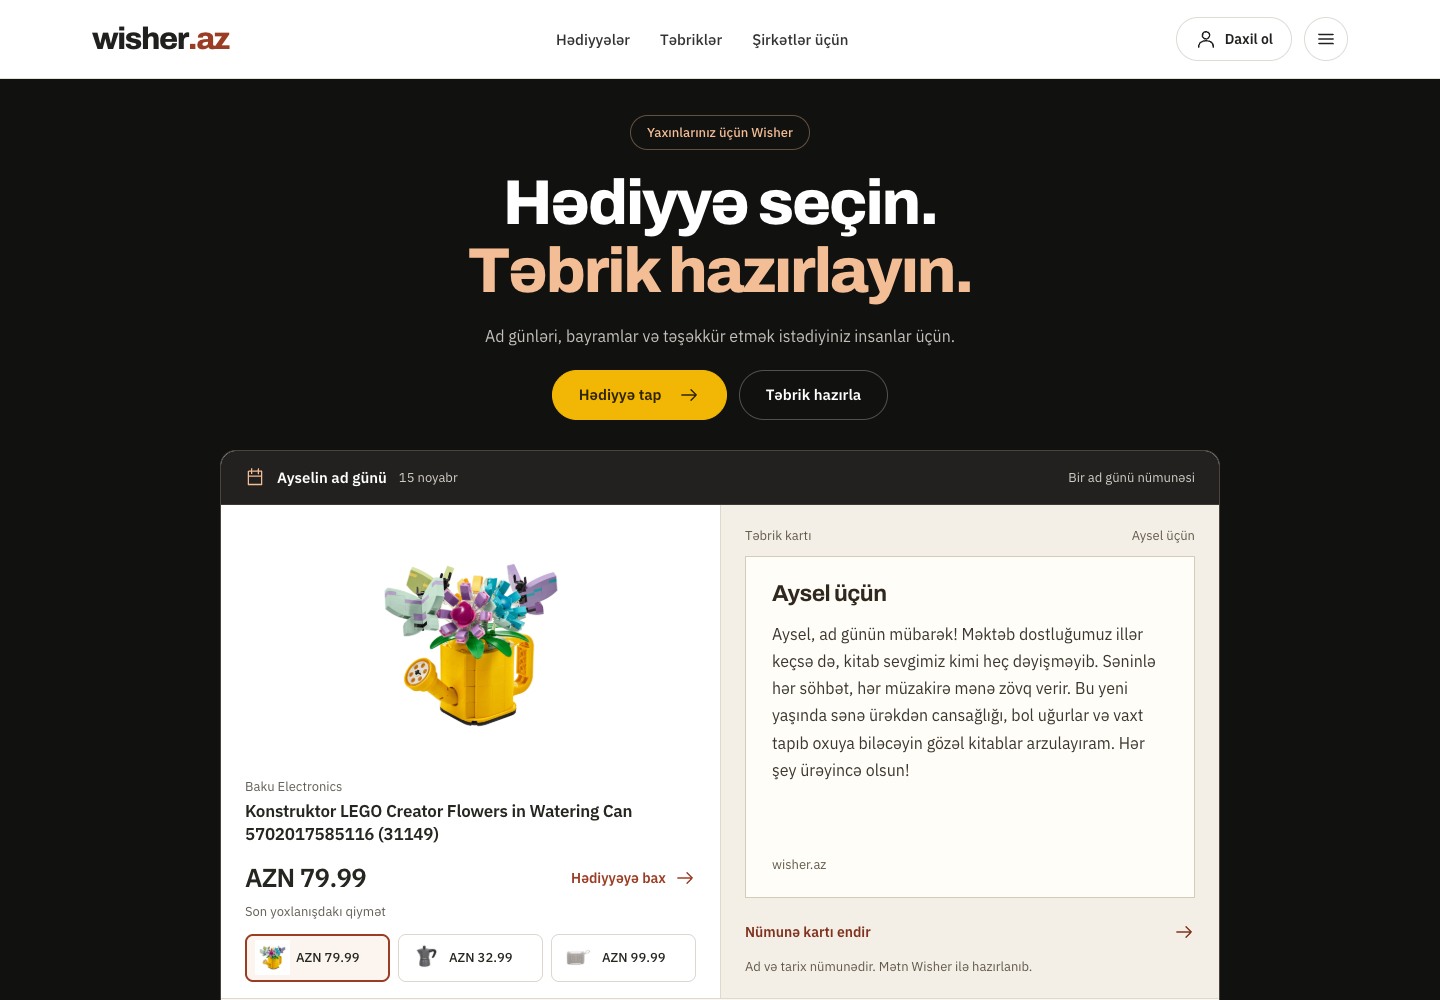 wisher.az
Hədiyyələr
Təbriklər
Şirkətlər üçün
Daxil ol
Yaxınlarınız üçün Wisher
Hədiyyə seçin.
Təbrik hazırlayın.
Ad günləri, bayramlar və təşəkkür etmək istədiyiniz insanlar üçün.
Hədiyyə tap
Təbrik hazırla
Ayselin ad günü 15 noyabr
Bir ad günü nümunəsi
Baku Electronics
Konstruktor LEGO Creator Flowers in Watering Can
5702017585116 (31149)
AZN 79.99
Hədiyyəyə bax
Son yoxlanışdakı qiymət
AZN 79.99
AZN 32.99
AZN 99.99
Təbrik kartı
Aysel üçün
Aysel üçün
Aysel, ad günün mübarək! Məktəb dostluğumuz illər
keçsə də, kitab sevgimiz kimi heç dəyişməyib. Səninlə
hər söhbət, hər müzakirə mənə zövq verir. Bu yeni
yaşında sənə ürəkdən cansağlığı, bol uğurlar və vaxt
tapıb oxuya biləcəyin gözəl kitablar arzulayıram. Hər
şey ürəyincə olsun!
wisher.az
Nümunə kartı endir
Ad və tarix nümunədir. Mətn Wisher ilə hazırlanıb.